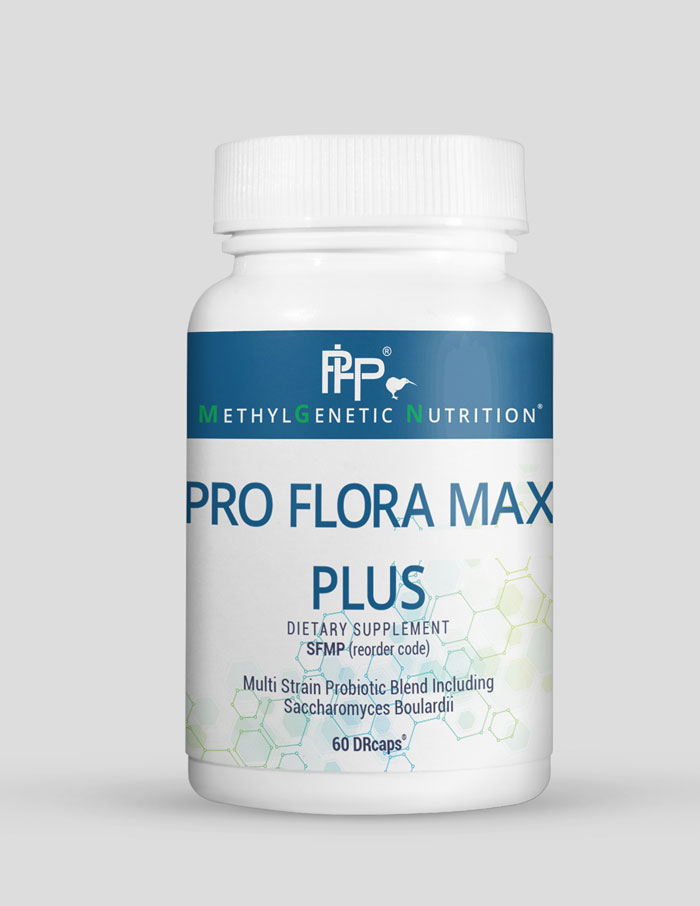 PHP®
METHYLGENETIC NUTRITION®
PRO FLORA MAX
PLUS
DIETARY SUPPLEMENT
SFMP (reorder code)
Multi Strain Probiotic Blend Including
Saccharomyces Boulardii
60 DRcaps®